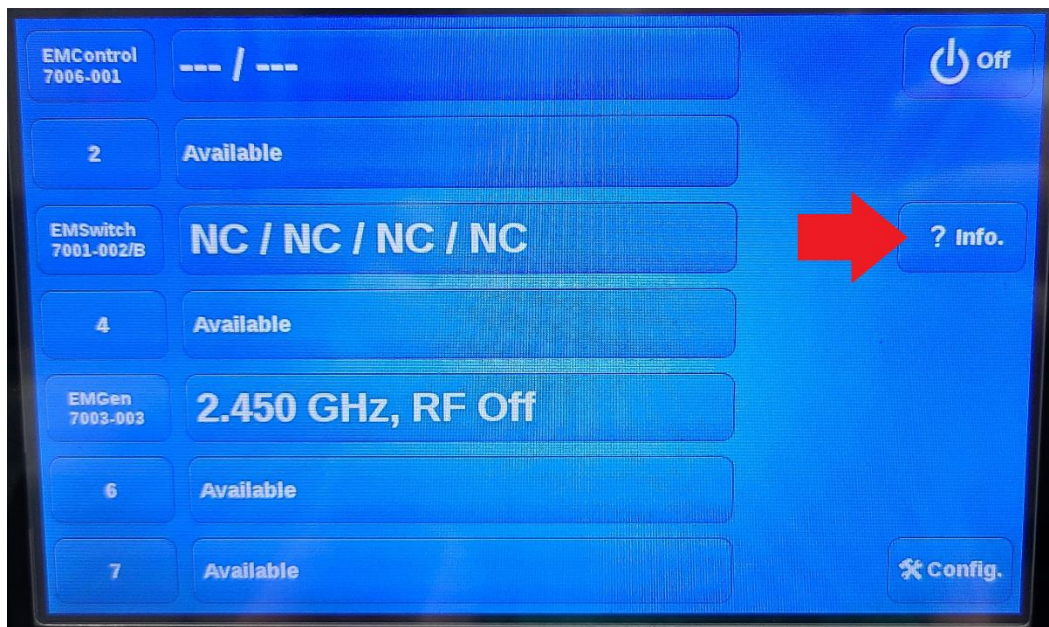 EMControl
7006-001
--- / ---
Off
2
Available
EMSwitch
7001-002/B
NC / NC / NC / NC
? Info.
4
Available
EMGen
7003-003
2.450 GHz, RF Off
6
Available
7
Available
Config.